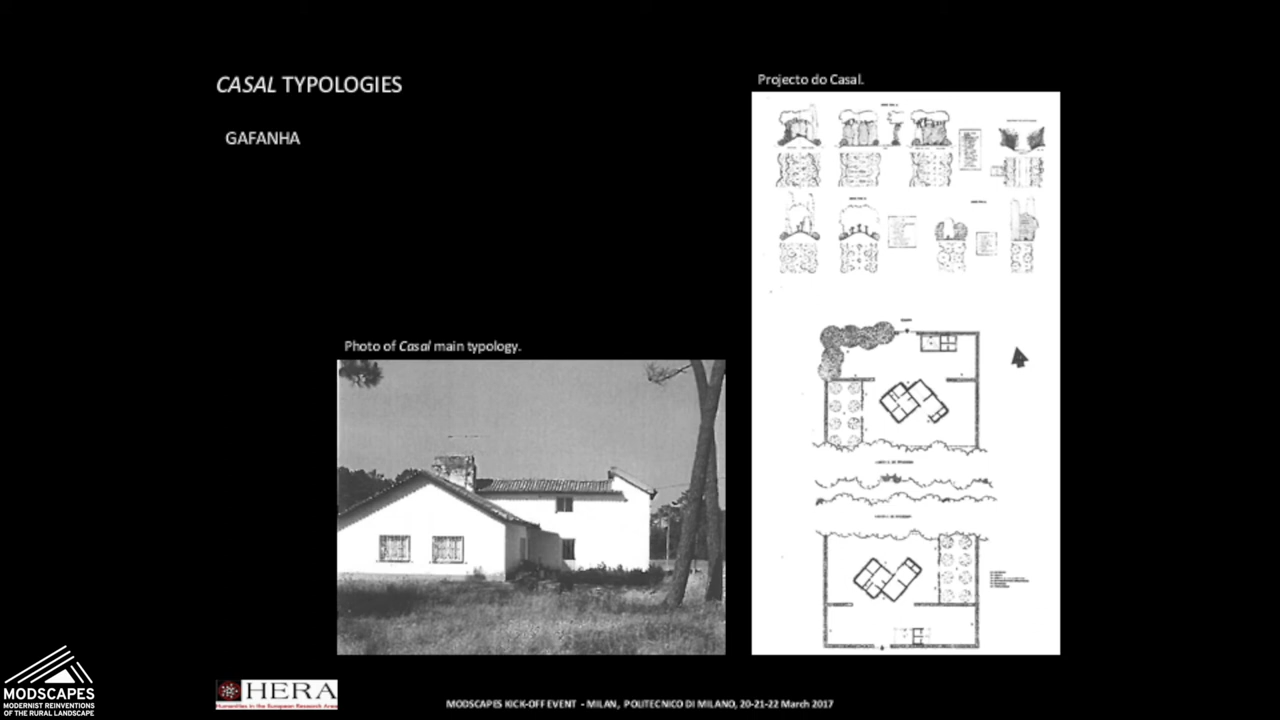 CASAL TYPOLOGIES
GAFANHA
Projecto do Casal.
Photo of Casal main typology.
MODSCAPES
MODERNIST REINVENTIONS
OF THE RURAL LANDSCAPE
HERA
Humanities in the European Research Area
MODSCAPES KICK-OFF EVENT - MILAN, POLITECNICO DI MILANO, 20-21-22 March 2017